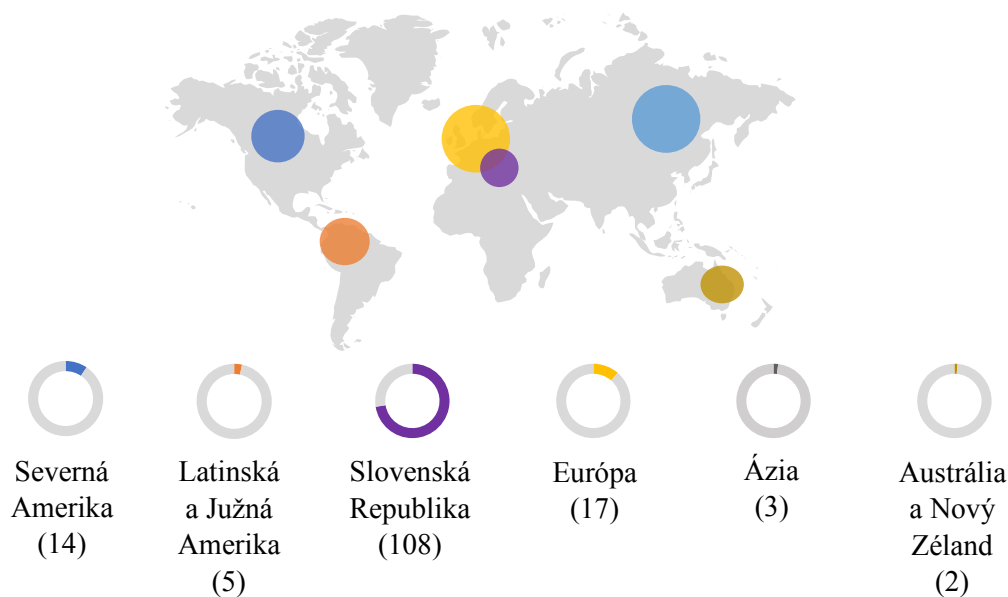 Severná
Amerika
(14)
Latinská
a Južná
Amerika
(5)
Slovenská
Republika
(108)
Európa
(17)
Ázia
(3)
Austrália
a Nový
Zéland
(2)